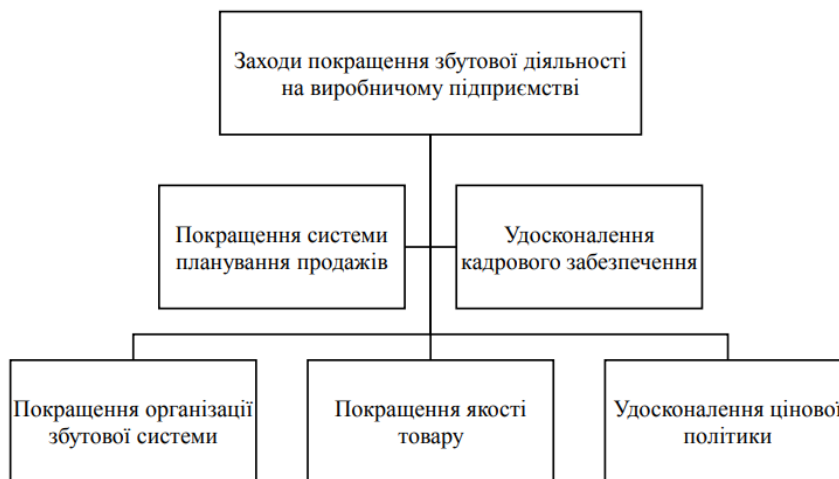 Заходи покращення збутової діяльності
на виробничому підприємстві
Покращення системи
планування продажів
Удосконалення
кадрового забезпечення
Покращення організації
збутової системи
Покращення якості
товару
Удосконалення цінової
політики